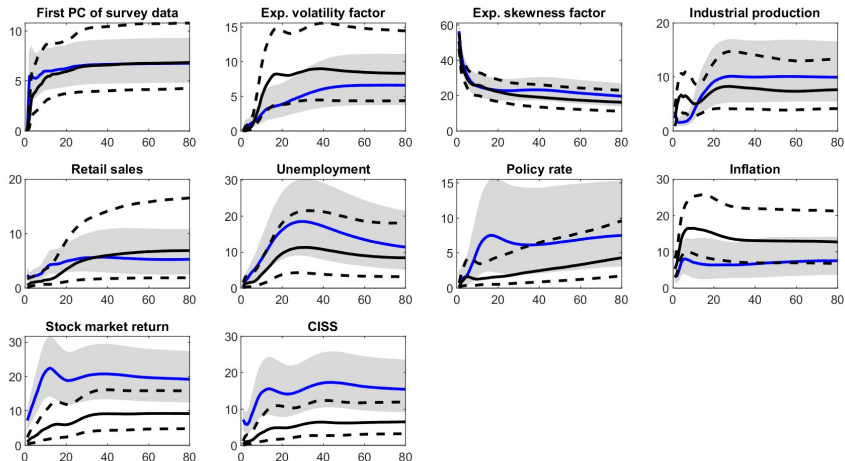 First PC of survey data
10
5
0
0 20 40 60 80
Exp. volatility factor
15
10
5
0
0 20 40 60 80
Exp. skewness factor
60
40
20
0
0 20 40 60 80
Industrial production
20
10
0
0 20 40 60 80
Retail sales
20
10
0
0 20 40 60 80
Unemployment
30
20
10
0
0 20 40 60 80
Policy rate
15
10
5
0
0 20 40 60 80
Inflation
30
20
10
0
0 20 40 60 80
Stock market return
30
20
10
0
0 20 40 60 80
CISS
30
20
10
0
0 20 40 60 80